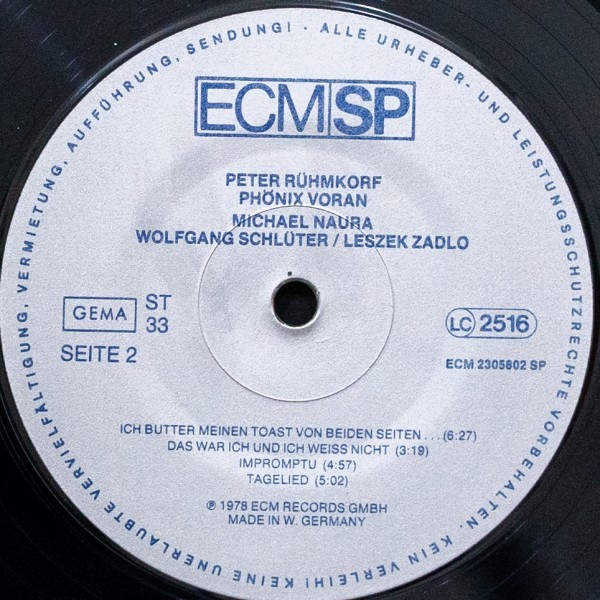 ECM SP
PETER RÜHMKORF
PHÖNIX VORAN
MICHAEL NAURA
WOLFGANG SCHLÜTER / LESZEK ZADLO
GEMA
ST
33
SEITE 2
LC 2516
ECM 2305802 SP
ICH BUTTER MEINEN TOAST VON BEIDEN SEITEN . . . (6:27)
DAS WAR ICH UND ICH WEISS NICHT (3:19)
IMPROMPTU (4:57)
TAGELIED (5:02)
℗ 1978 ECM RECORDS GMBH
MADE IN W. GERMANY
ALLE URHEBER- UND LEISTUNGSSCHUTZRECHTE VORBEHALTEN. KEIN VERLEIH! KEINE UNERLAUBTE VERVIELFÄLTIGUNG, VERMIETUNG, AUFFÜHRUNG, SENDUNG! ·